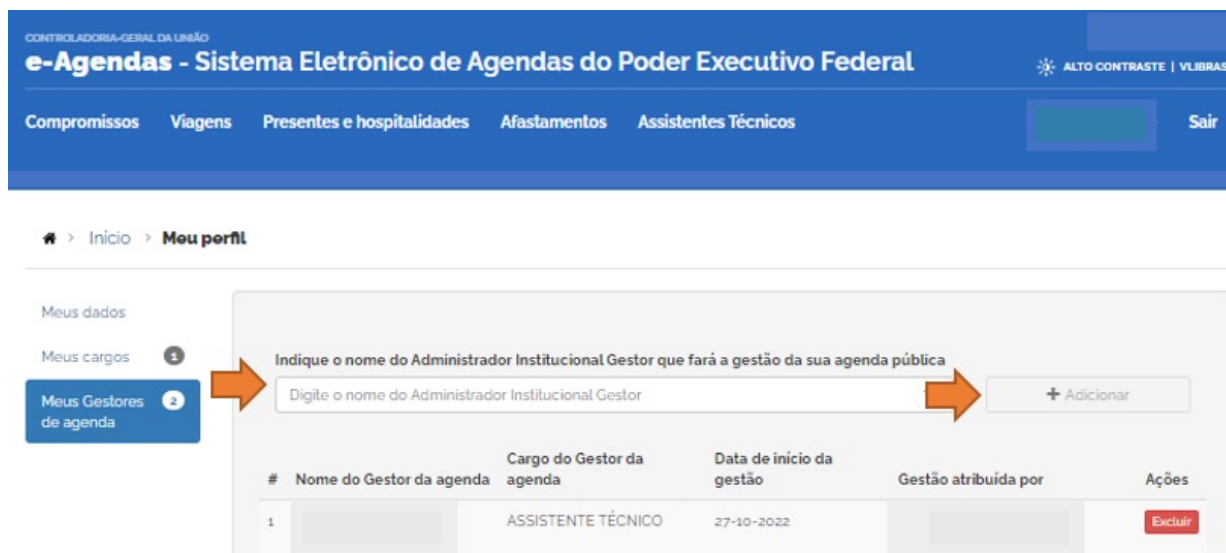 CONTROLADORIA-GERAL DA UNIÃO
e-Agendas - Sistema Eletrônico de Agendas do Poder Executivo Federal
ALTO CONTRASTE | VLIBRAS
Compromissos Viagens Presentes e hospitalidades Afastamentos Assistentes Técnicos Sair
> Início > Meu perfil
Meus dados
Meus cargos 1
Meus Gestores de agenda 2
Indique o nome do Administrador Institucional Gestor que fará a gestão da sua agenda pública
Digite o nome do Administrador Institucional Gestor
+ Adicionar
# Nome do Gestor da agenda Cargo do Gestor da agenda Data de início da gestão Gestão atribuída por Ações
1 ASSISTENTE TÉCNICO 27-10-2022 Excluir